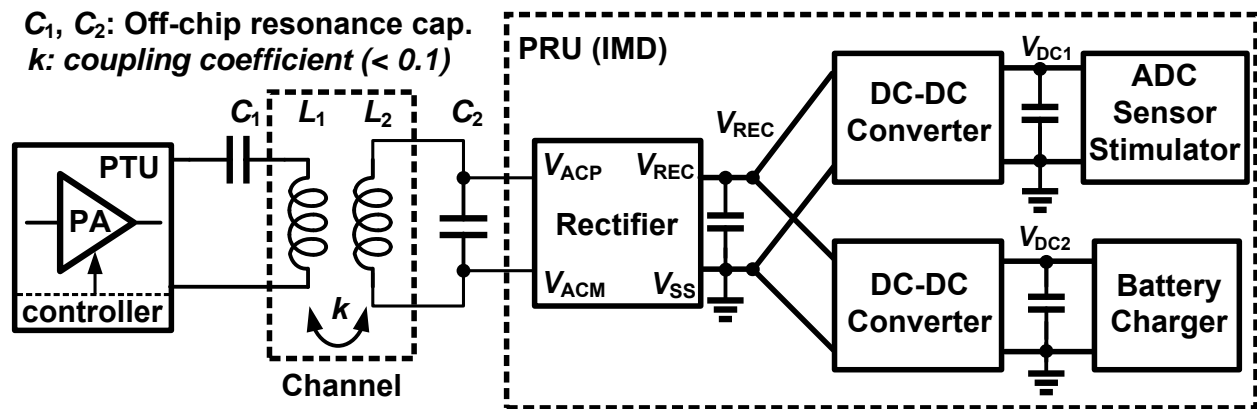 C1, C2: Off-chip resonance cap.
k: coupling coefficient (< 0.1)
PTU
PA
controller
C1
L1
L2
C2
k
Channel
PRU (IMD)
VACP
VREC
Rectifier
VACM
VSS
VREC
DC-DC
Converter
VDC1
ADC
Sensor
Stimulator
DC-DC
Converter
VDC2
Battery
Charger